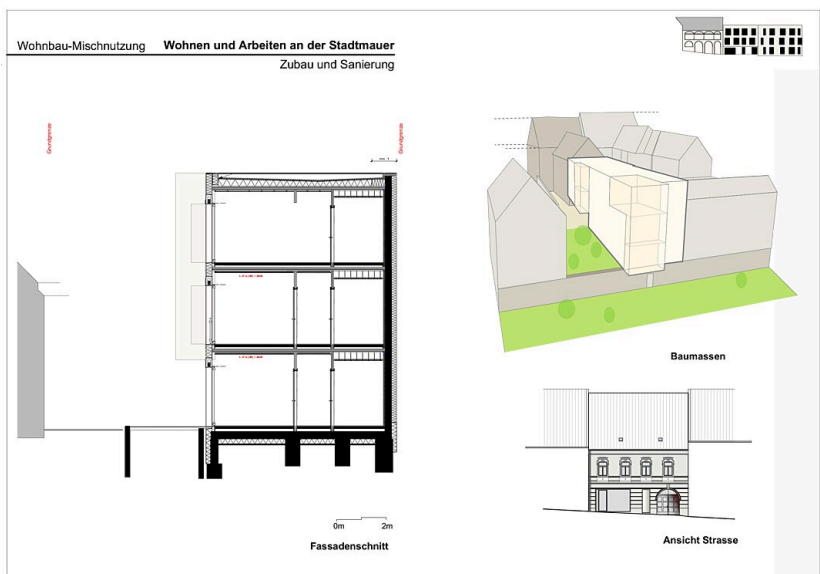 Wohnbau-Mischnutzung Wohnen und Arbeiten an der Stadtmauer
Zubau und Sanierung
Grundgrenze
Grundgrenze
Baumassen
0m 2m
Fassadenschnitt
Ansicht Strasse